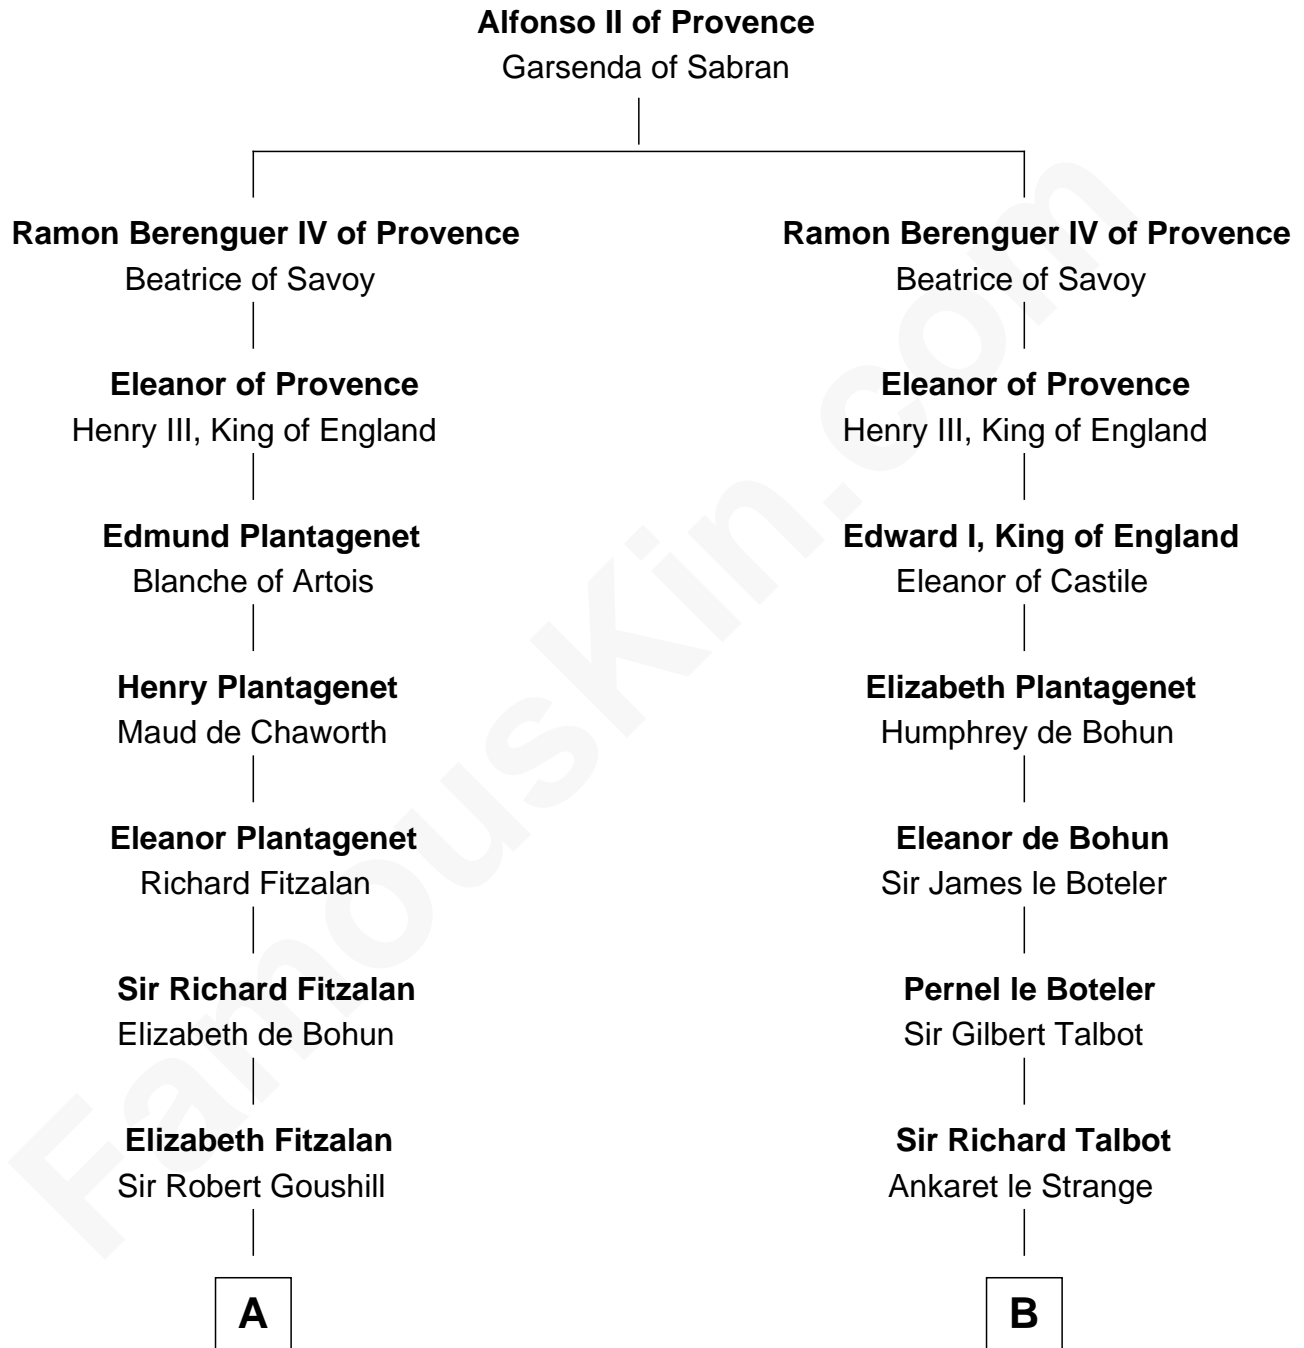 Alfonso II of Provence
Garsenda of Sabran
Ramon Berenguer IV of Provence
Beatrice of Savoy
Eleanor of Provence
Henry III, King of England
Edmund Plantagenet
Blanche of Artois
Henry Plantagenet
Maud de Chaworth
Eleanor Plantagenet
Richard Fitzalan
Sir Richard Fitzalan
Elizabeth de Bohun
Elizabeth Fitzalan
Sir Robert Goushill
A
Ramon Berenguer IV of Provence
Beatrice of Savoy
Eleanor of Provence
Henry III, King of England
Edward I, King of England
Eleanor of Castile
Elizabeth Plantagenet
Humphrey de Bohun
Eleanor de Bohun
Sir James le Boteler
Pernel le Boteler
Sir Gilbert Talbot
Sir Richard Talbot
Ankaret le Strange
B
FamousKin.com